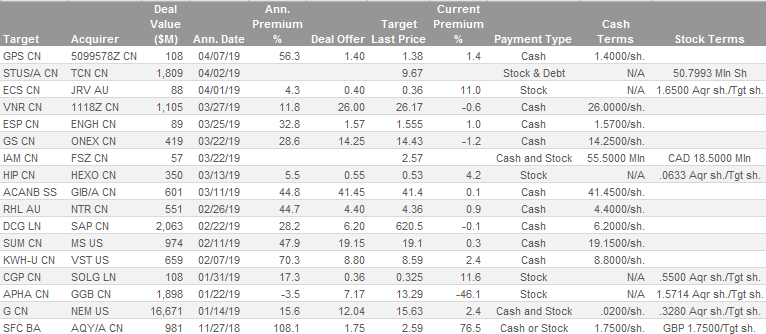 Target Acquirer Deal Value ($M) Ann. Date Ann. Premium % Deal Offer Target Last Price Current Premium % Payment Type Cash Terms Stock Terms
GPS CN 5099578Z CN 108 04/07/19 56.3 1.40 1.38 1.4 Cash 1.4000/sh.
STUS/A CN TCN CN 1,809 04/02/19 9.67 Stock & Debt N/A 50.7993 Mln Sh
ECS CN JRV AU 88 04/01/19 4.3 0.40 0.36 11.0 Stock N/A 1.6500 Aqr sh./Tgt sh.
VNR CN 1118Z CN 1,105 03/27/19 11.8 26.00 26.17 -0.6 Cash 26.0000/sh.
ESP CN ENGH CN 89 03/25/19 32.8 1.57 1.555 1.0 Cash 1.5700/sh.
GS CN ONEX CN 419 03/22/19 28.6 14.25 14.43 -1.2 Cash 14.2500/sh.
IAM CN FSZ CN 57 03/22/19 2.57 Cash and Stock 55.5000 Mln CAD 18.5000 Mln
HIP CN HEXO CN 350 03/13/19 5.5 0.55 0.53 4.2 Stock N/A .0633 Aqr sh./Tgt sh.
ACANB SS GIB/A CN 601 03/11/19 44.8 41.45 41.4 0.1 Cash 41.4500/sh.
RHL AU NTR CN 551 02/26/19 44.7 4.40 4.36 0.9 Cash 4.4000/sh.
DCG LN SAP CN 2,063 02/22/19 28.2 6.20 620.5 -0.1 Cash 6.2000/sh.
SUM CN MS US 974 02/11/19 47.9 19.15 19.1 0.3 Cash 19.1500/sh.
KWH-U CN VST US 659 02/07/19 70.3 8.80 8.59 2.4 Cash 8.8000/sh.
CGP CN SOLG LN 108 01/31/19 17.3 0.36 0.325 11.6 Stock N/A .5500 Aqr sh./Tgt sh.
APHA CN GGB CN 1,898 01/22/19 -3.5 7.17 13.29 -46.1 Stock N/A 1.5714 Aqr sh./Tgt sh.
G CN NEM US 16,671 01/14/19 15.6 12.04 15.63 2.4 Cash and Stock .0200/sh. .3280 Aqr sh./Tgt sh.
SFC BA AQY/A CN 981 11/27/18 108.1 1.75 2.59 76.5 Cash or Stock 1.7500/sh. GBP 1.7500/Tgt sh.